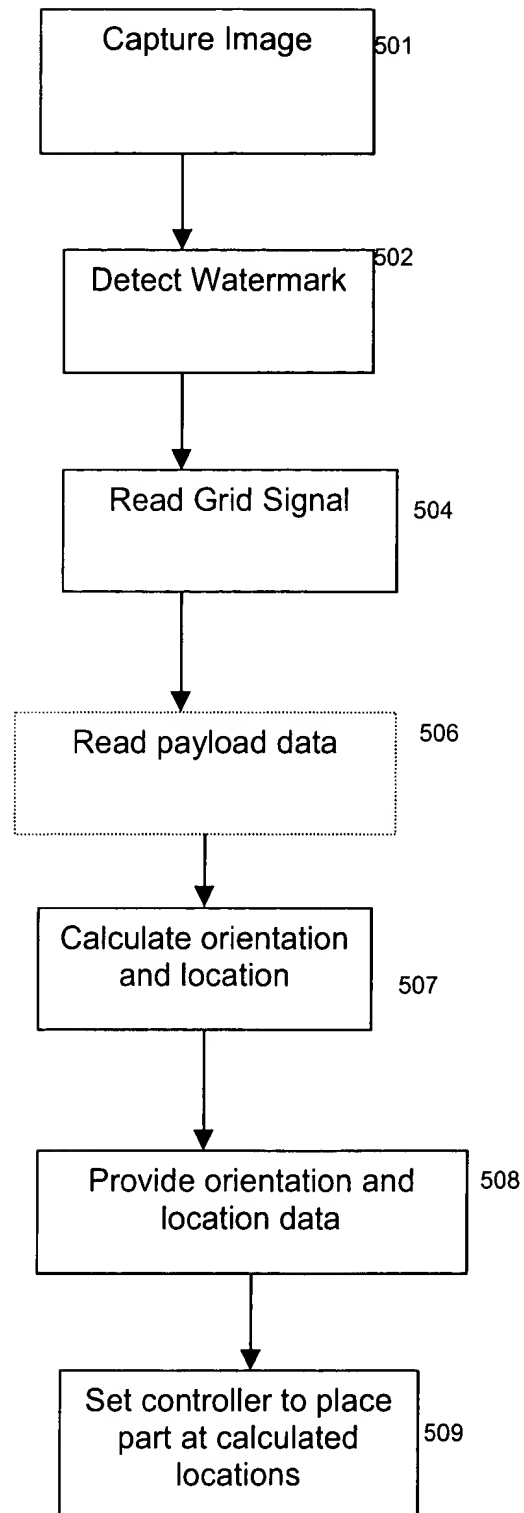 Capture Image
501
Detect Watermark
502
Read Grid Signal
504
Read payload data
506
Calculate orientation
and location
507
Provide orientation and
location data
508
Set controller to place
part at calculated
locations
509